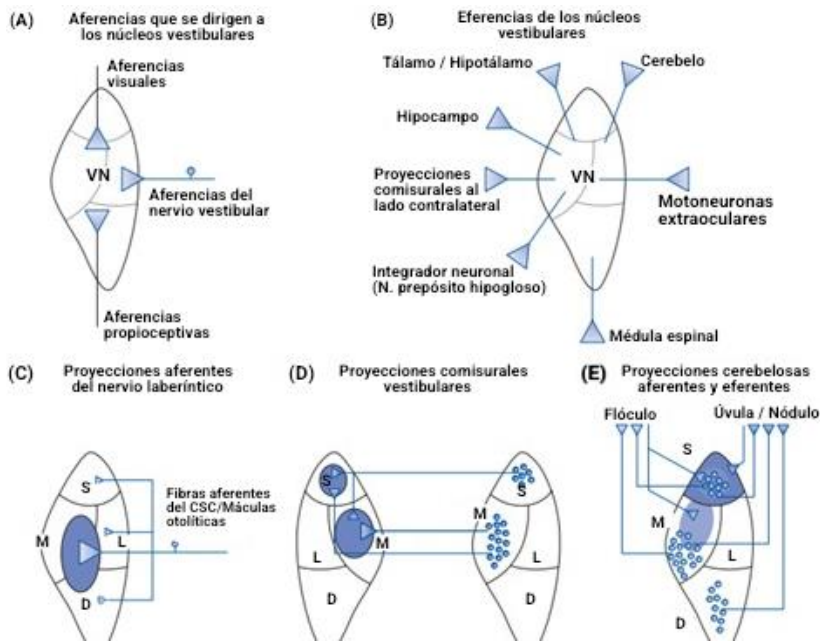 (A)
Aferencias que se dirigen a
los núcleos vestibulares
Aferencias
visuales
VN
Aferencias del
nervio vestibular
Aferencias
propioceptivas
(B)
Eferencias de los núcleos
vestibulares
Tálamo / Hipotálamo
Cerebelo
Hipocampo
Proyecciones
comisurales al
lado contralateral
VN
Motoneuronas
extraoculares
Integrador neuronal
(N. prepósito hipogloso)
Médula espinal
(C)
Proyecciones aferentes
del nervio laberíntico
S
Fibras aferentes
del CSC/Máculas
otolíticas
M
L
D
(D)
Proyecciones comisurales
vestibulares
S
S
M
M
L
L
D
D
(E)
Proyecciones cerebelosas
aferentes y eferentes
Flóculo
Úvula / Nódulo
S
M
L
D